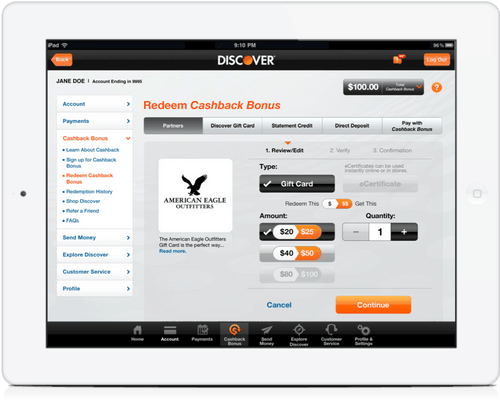 iPad
9:10 PM
96%
Back
DISCOVER
Log Out
JANE DOE | Account Ending in 9995
$100.00
Total
Cashback Bonus
?
Account
Payments
Cashback Bonus
Learn About Cashback
Sign up for Cashback
Bonus
Redeem Cashback
Bonus
Redemption History
Shop Discover
Refer a Friend
FAQs
Send Money
Explore Discover
Customer Service
Profile
Redeem Cashback Bonus
Partners
Discover Gift Card
Statement Credit
Direct Deposit
Pay with
Cashback Bonus
1. Review/Edit
2. Verify
3. Confirmation
AMERICAN EAGLE
OUTFITTERS
The American Eagle Outfitters
Gift Card is the perfect way...
Read more.
Type:
eCertificates can be used
instantly online or in stores.
Gift Card
eCertificate
Redeem This $ $$ Get This
Amount:
Quantity:
$20 $25
− 1 +
$40 $50
$80 $100
Cancel
Continue
Home
Account
Payments
Cashback
Bonus
Send
Money
Explore
Discover
Customer
Service
Profile &
Settings